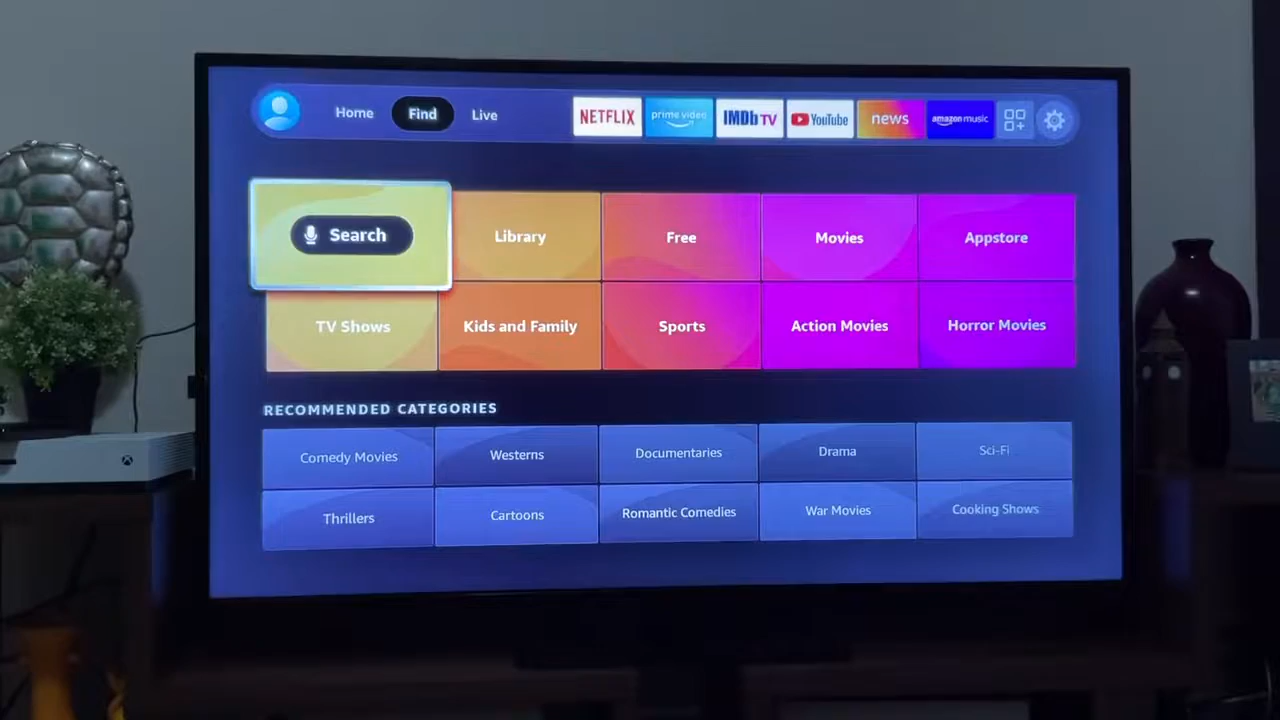 Home Find Live NETFLIX prime video IMDb TV YouTube news amazon music
Search Library Free Movies Appstore
TV Shows Kids and Family Sports Action Movies Horror Movies
RECOMMENDED CATEGORIES
Comedy Movies Westerns Documentaries Drama Sci-Fi
Thrillers Cartoons Romantic Comedies War Movies Cooking Shows